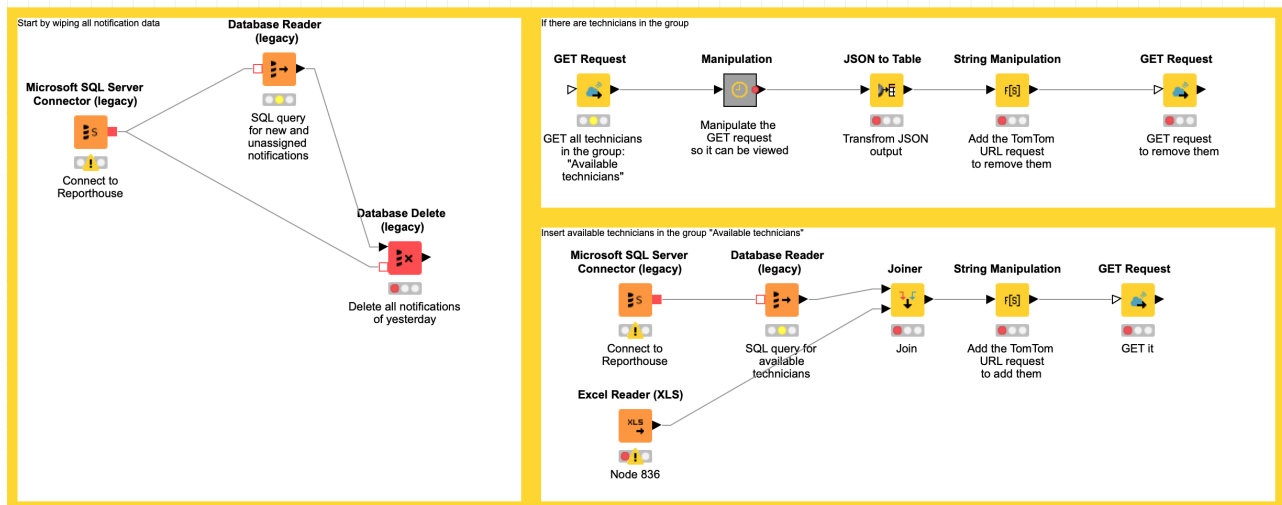 Start by wiping all notification data
Database Reader
(legacy)
Microsoft SQL Server
Connector (legacy)
S
SQL query
for new and
unassigned
notifications
Connect to
Reporthouse
Database Delete
(legacy)
Delete all notifications
of yesterday
If there are technicians in the group
GET Request
Manipulation
JSON to Table
String Manipulation
GET Request
F[S]
GET all technicians
in the group:
"Available
technicians"
Manipulate the
GET request
so it can be viewed
Transfrom JSON
output
Add the TomTom
URL request
to remove them
GET request
to remove them
Insert available technicians in the group "Available technicians"
Microsoft SQL Server
Connector (legacy)
Database Reader
(legacy)
Joiner
String Manipulation
GET Request
S
F[S]
Connect to
Reporthouse
SQL query for
available
technicians
Join
Add the TomTom
URL request
to add them
GET it
Excel Reader (XLS)
XLS
Node 836